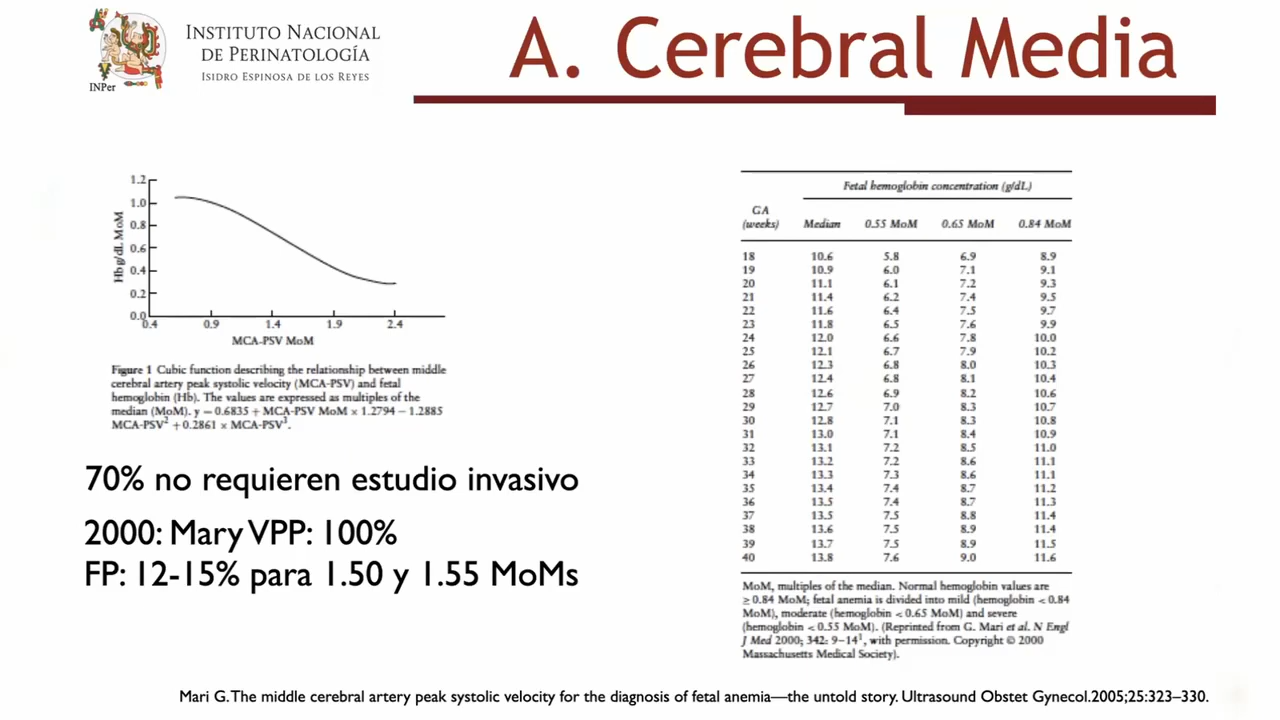 INSTITUTO NACIONAL
DE PERINATOLOGÍA
ISIDRO ESPINOSA DE LOS REYES
INPer
A. Cerebral Media
1.2
1.0
0.8
0.6
0.4
0.2
0.0
Hb g/dL MoM
0.4 0.9 1.4 1.9 2.4
MCA-PSV MoM
Figure 1 Cubic function describing the relationship between middle
cerebral artery peak systolic velocity (MCA-PSV) and fetal
hemoglobin (Hb). The values are expressed as multiples of the
median (MoM). y = 0.6835 + MCA-PSV MoM × 1.2794 − 1.2885
MCA-PSV² + 0.2861 × MCA-PSV³.
70% no requieren estudio invasivo
2000: Mary VPP: 100%
FP: 12-15% para 1.50 y 1.55 MoMs
Fetal hemoglobin concentration (g/dL)
GA
(weeks) Median 0.55 MoM 0.65 MoM 0.84 MoM
18 10.6 5.8 6.9 8.9
19 10.9 6.0 7.1 9.1
20 11.1 6.1 7.2 9.3
21 11.4 6.2 7.4 9.5
22 11.6 6.4 7.5 9.7
23 11.8 6.5 7.6 9.9
24 12.0 6.6 7.8 10.0
25 12.1 6.7 7.9 10.2
26 12.3 6.8 8.0 10.3
27 12.4 6.8 8.1 10.4
28 12.6 6.9 8.2 10.6
29 12.7 7.0 8.3 10.7
30 12.8 7.1 8.3 10.8
31 13.0 7.1 8.4 10.9
32 13.1 7.2 8.5 11.0
33 13.2 7.2 8.6 11.1
34 13.3 7.3 8.6 11.1
35 13.4 7.4 8.7 11.2
36 13.5 7.4 8.7 11.3
37 13.5 7.5 8.8 11.4
38 13.6 7.5 8.9 11.4
39 13.7 7.5 8.9 11.5
40 13.8 7.6 9.0 11.6
MoM, multiples of the median. Normal hemoglobin values are
≥ 0.84 MoM; fetal anemia is divided into mild (hemoglobin < 0.84
MoM), moderate (hemoglobin < 0.65 MoM) and severe
(hemoglobin < 0.55 MoM). (Reprinted from G. Mari et al. N Engl
J Med 2000; 342: 9–14¹, with permission. Copyright © 2000
Massachusetts Medical Society).
Mari G. The middle cerebral artery peak systolic velocity for the diagnosis of fetal anemia—the untold story. Ultrasound Obstet Gynecol. 2005;25:323–330.